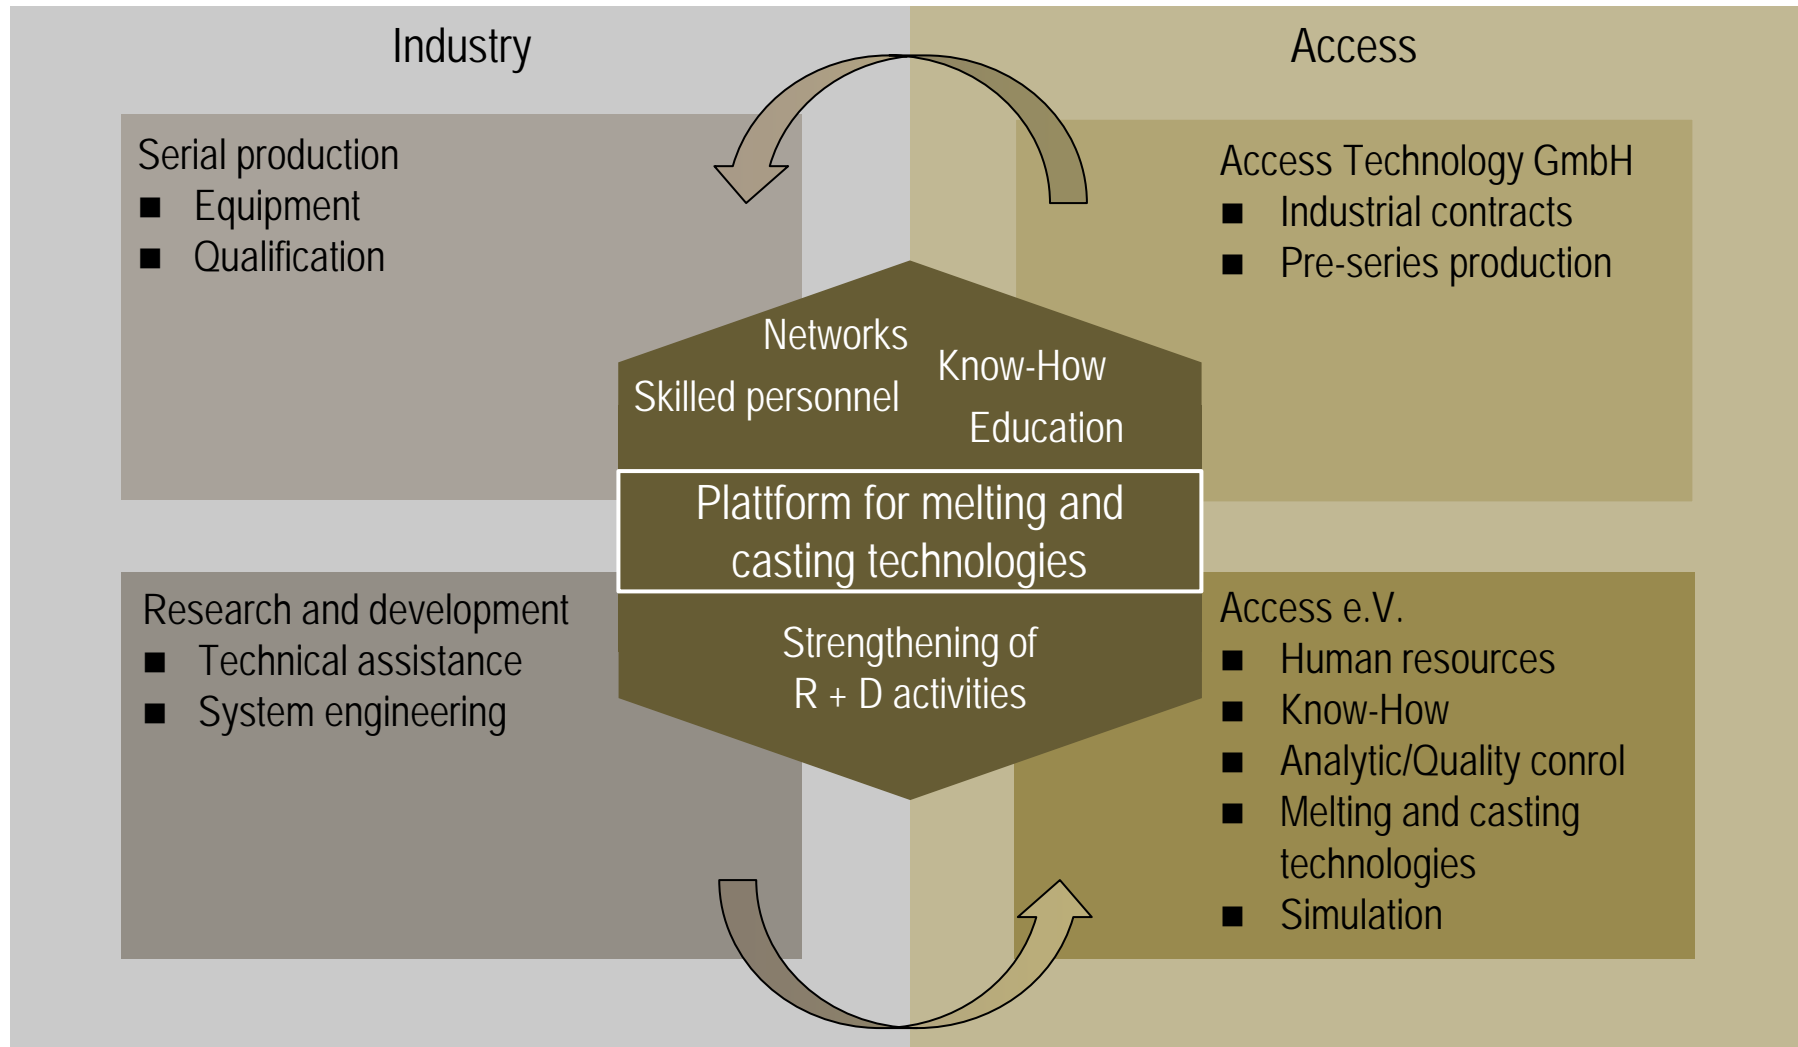 Industry
Access
Serial production
■ Equipment
■ Qualification
Access Technology GmbH
■ Industrial contracts
■ Pre-series production
Networks
Know-How
Skilled personnel
Education
Plattform for melting and
casting technologies
Strengthening of
R + D activities
Research and development
■ Technical assistance
■ System engineering
Access e.V.
■ Human resources
■ Know-How
■ Analytic/Quality conrol
■ Melting and casting
technologies
■ Simulation